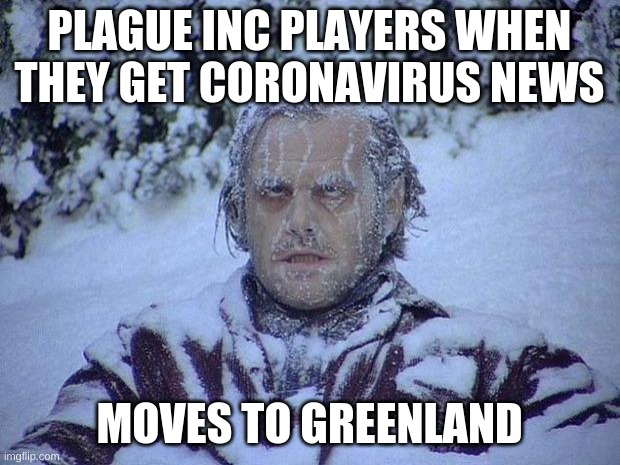 PLAGUE INC PLAYERS WHEN
THEY GET CORONAVIRUS NEWS
MOVES TO GREENLAND
imgflip.com